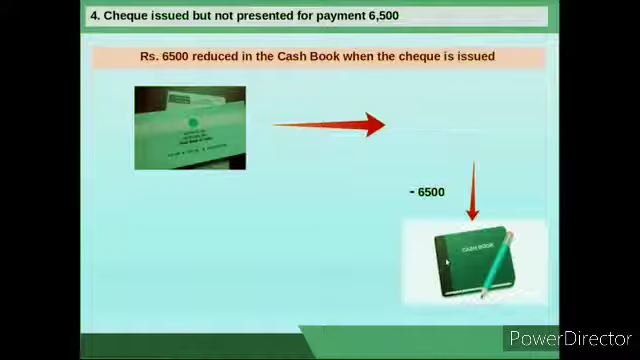 4. Cheque issued but not presented for payment 6,500
Rs. 6500 reduced in the Cash Book when the cheque is issued
- 6500
CASH BOOK
PowerDirector